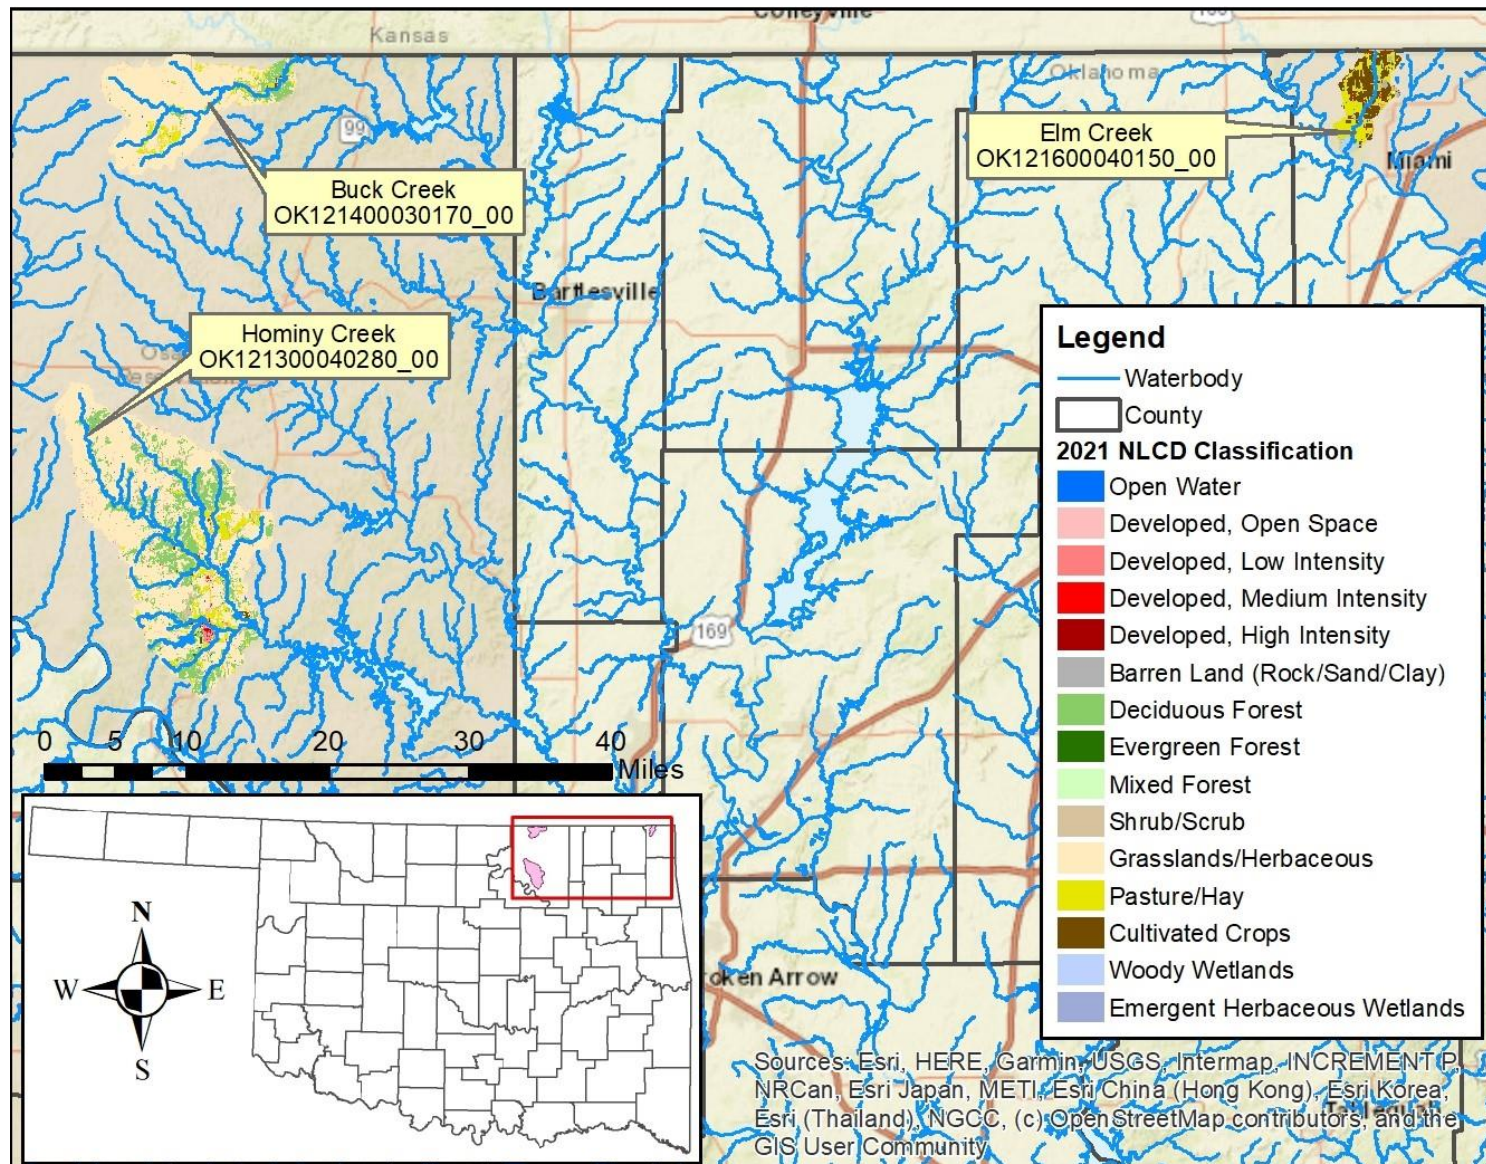 Coffeyville
Kansas
Oklahoma
99
Elm Creek
OK121600040150_00
Miami
Buck Creek
OK121400030170_00
Bartlesville
Hominy Creek
OK121300040280_00
169
Legend
Waterbody
County
2021 NLCD Classification
Open Water
Developed, Open Space
Developed, Low Intensity
Developed, Medium Intensity
Developed, High Intensity
Barren Land (Rock/Sand/Clay)
Deciduous Forest
Evergreen Forest
Mixed Forest
Shrub/Scrub
Grasslands/Herbaceous
Pasture/Hay
Cultivated Crops
Woody Wetlands
Emergent Herbaceous Wetlands
0 5 10 20 30 40
Miles
N
W E
S
oken Arrow
Sources: Esri, HERE, Garmin, USGS, Intermap, INCREMENT P,
NRCan, Esri Japan, METI, Esri China (Hong Kong), Esri Korea,
Esri (Thailand), NGCC, (c) OpenStreetMap contributors, and the
GIS User Community